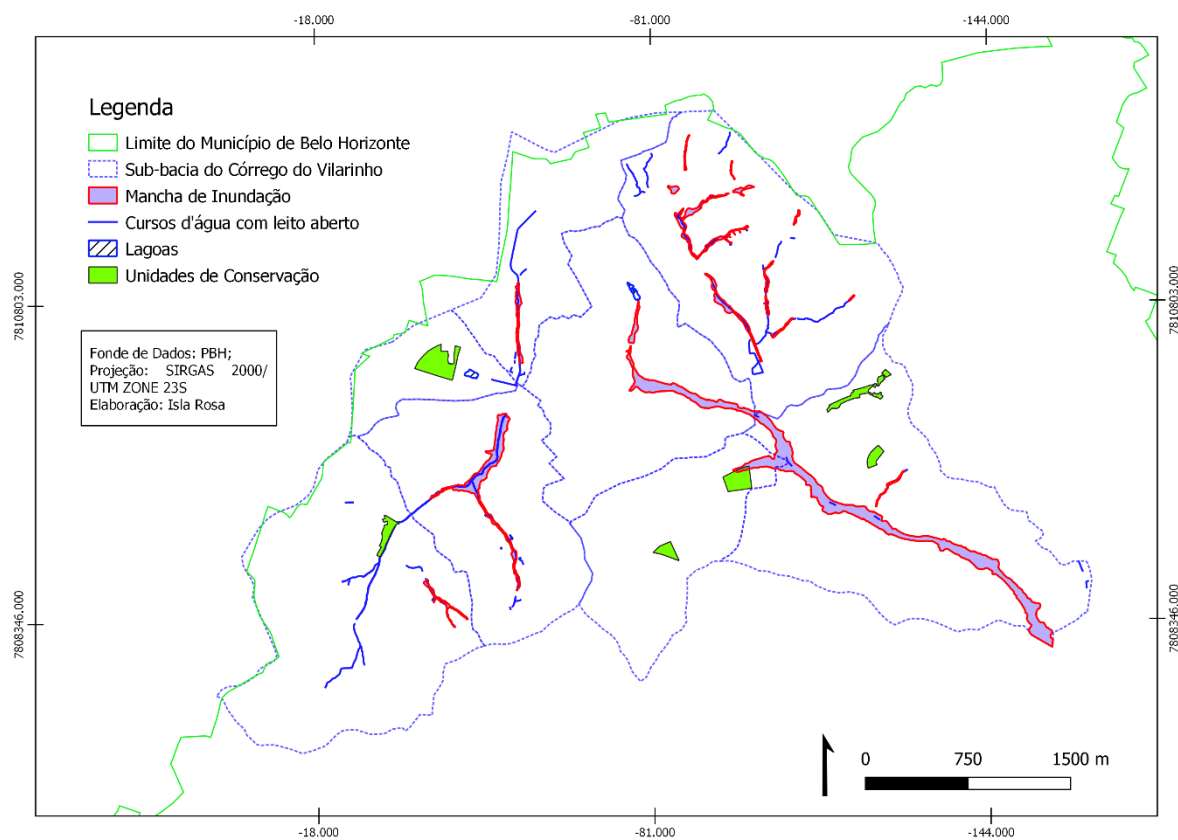 -18.000 -81.000 -144.000
Legenda
Limite do Município de Belo Horizonte
Sub-bacia do Córrego do Vilarinho
Mancha de Inundação
Cursos d'água com leito aberto
Lagoas
Unidades de Conservação
7810803.000 7810803.000
Fonde de Dados: PBH;
Projeção: SIRGAS 2000/
UTM ZONE 23S
Elaboração: Isla Rosa
7808346.000 7808346.000
0 750 1500 m
-18.000 -81.000 -144.000